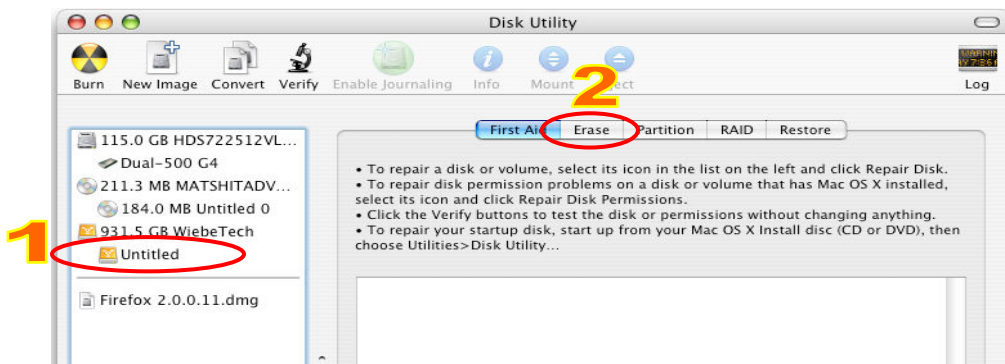 Disk Utility
Burn New Image Convert Verify Enable Journaling Info Mount Log
2
First Aid Erase Partition RAID Restore
115.0 GB HDS722512VL...
Dual-500 G4
211.3 MB MATSHITADV...
184.0 MB Untitled 0
931.5 GB WiebeTech
1
Untitled
Firefox 2.0.0.11.dmg
• To repair a disk or volume, select its icon in the list on the left and click Repair Disk.
• To repair disk permission problems on a disk or volume that has Mac OS X installed,
select its icon and click Repair Disk Permissions.
• Click the Verify buttons to test the disk or permissions without changing anything.
• To repair your startup disk, start up from your Mac OS X Install disc (CD or DVD), then
choose Utilities>Disk Utility...